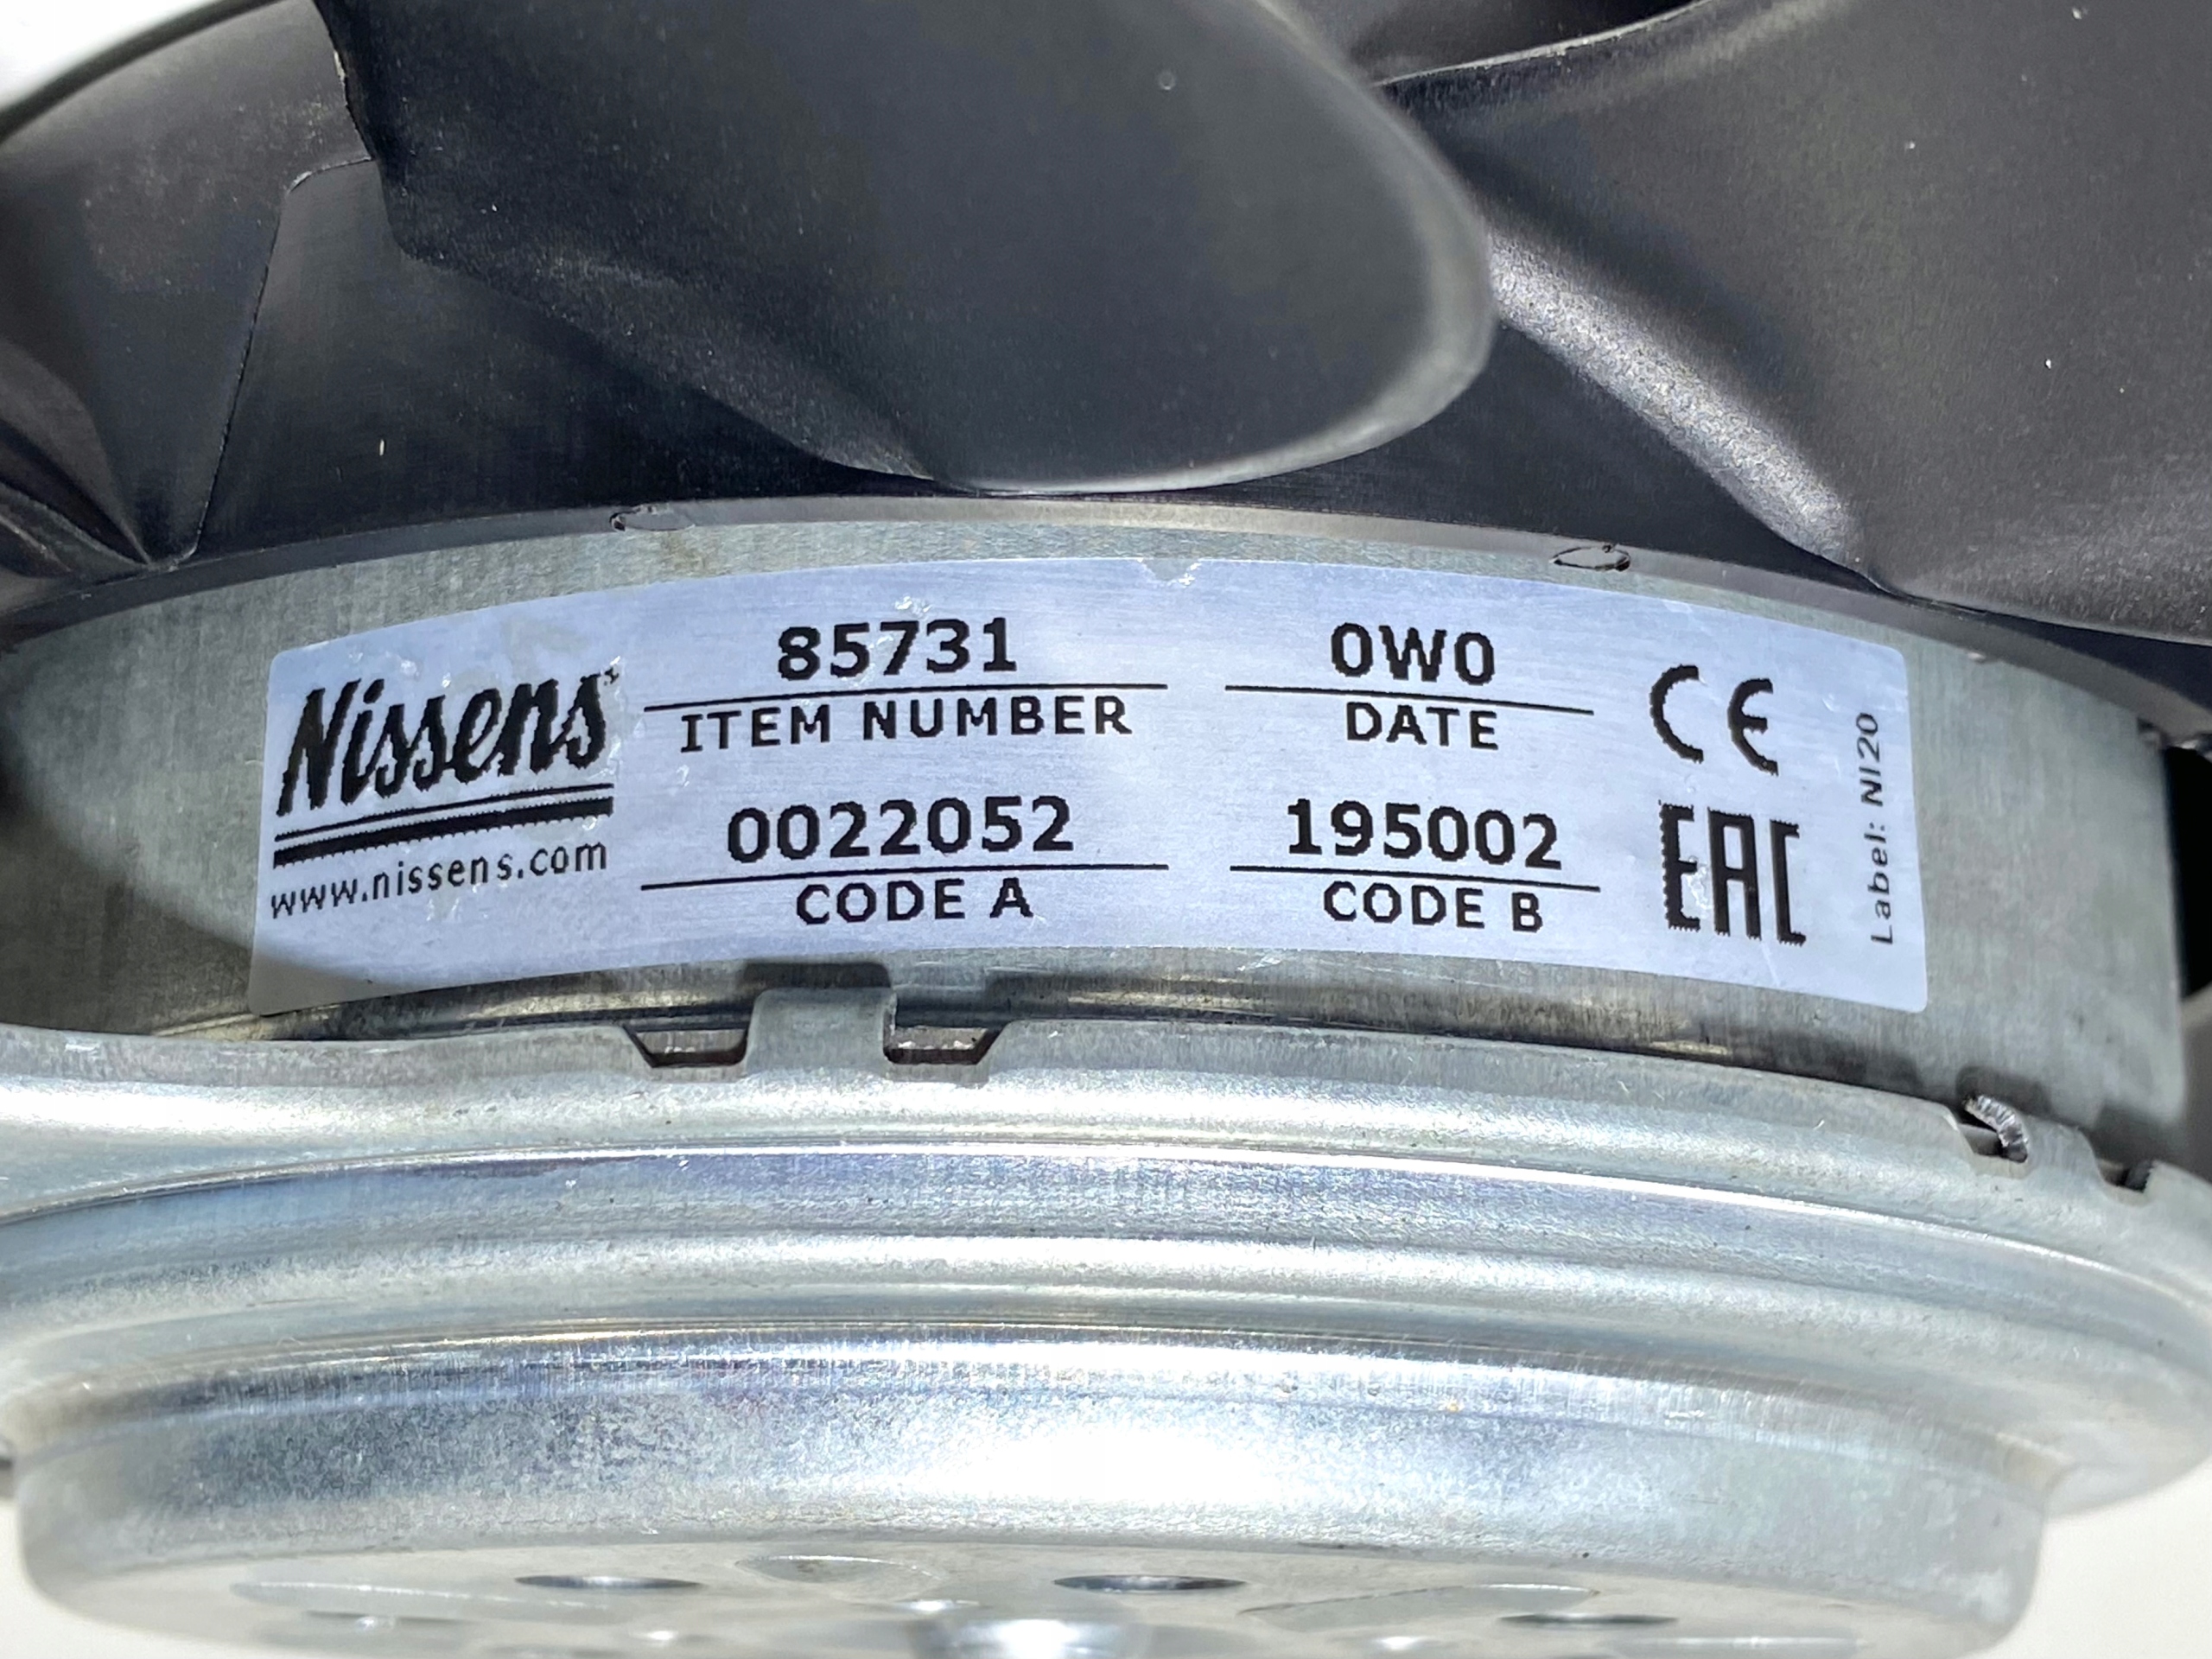 Nissens
www.nissens.com
85731
ITEM NUMBER
0W0
DATE
0022052
CODE A
195002
CODE B
CE
EAC
Label: NI20